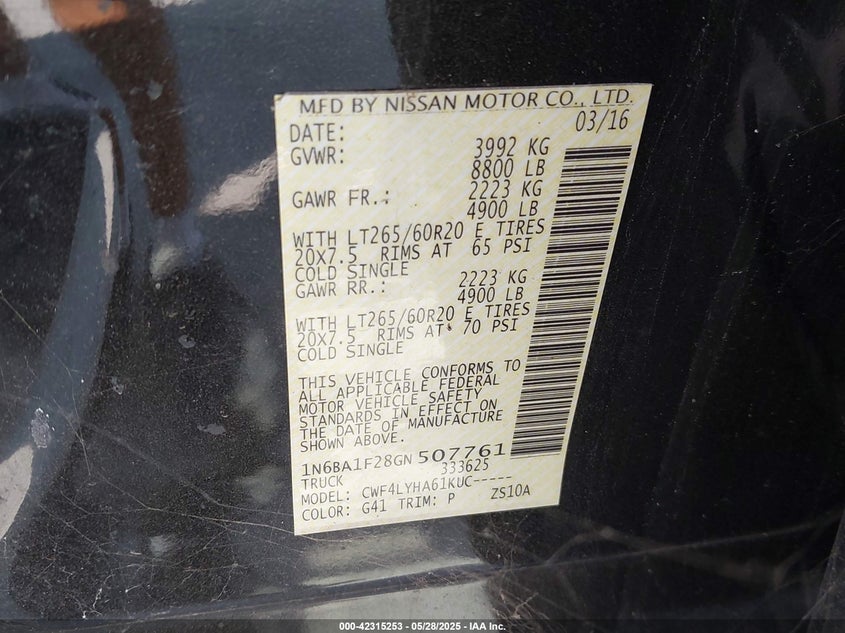 MFD BY NISSAN MOTOR CO., LTD.
DATE: 03/16
GVWR: 3992 KG
8800 LB
GAWR FR.: 2223 KG
4900 LB
WITH LT265/60R20 E TIRES
20X7.5 RIMS AT 65 PSI
COLD SINGLE
GAWR RR.: 2223 KG
4900 LB
WITH LT265/60R20 E TIRES
20X7.5 RIMS AT 70 PSI
COLD SINGLE
THIS VEHICLE CONFORMS TO
ALL APPLICABLE FEDERAL
MOTOR VEHICLE SAFETY
STANDARDS IN EFFECT ON
THE DATE OF MANUFACTURE
SHOWN ABOVE.
1N6BA1F28GN507761
TRUCK 333625
MODEL: CWF4LYHA61KUC-----
COLOR: G41 TRIM: P ZS10A
000-42315253 - 05/28/2025 - IAA Inc.